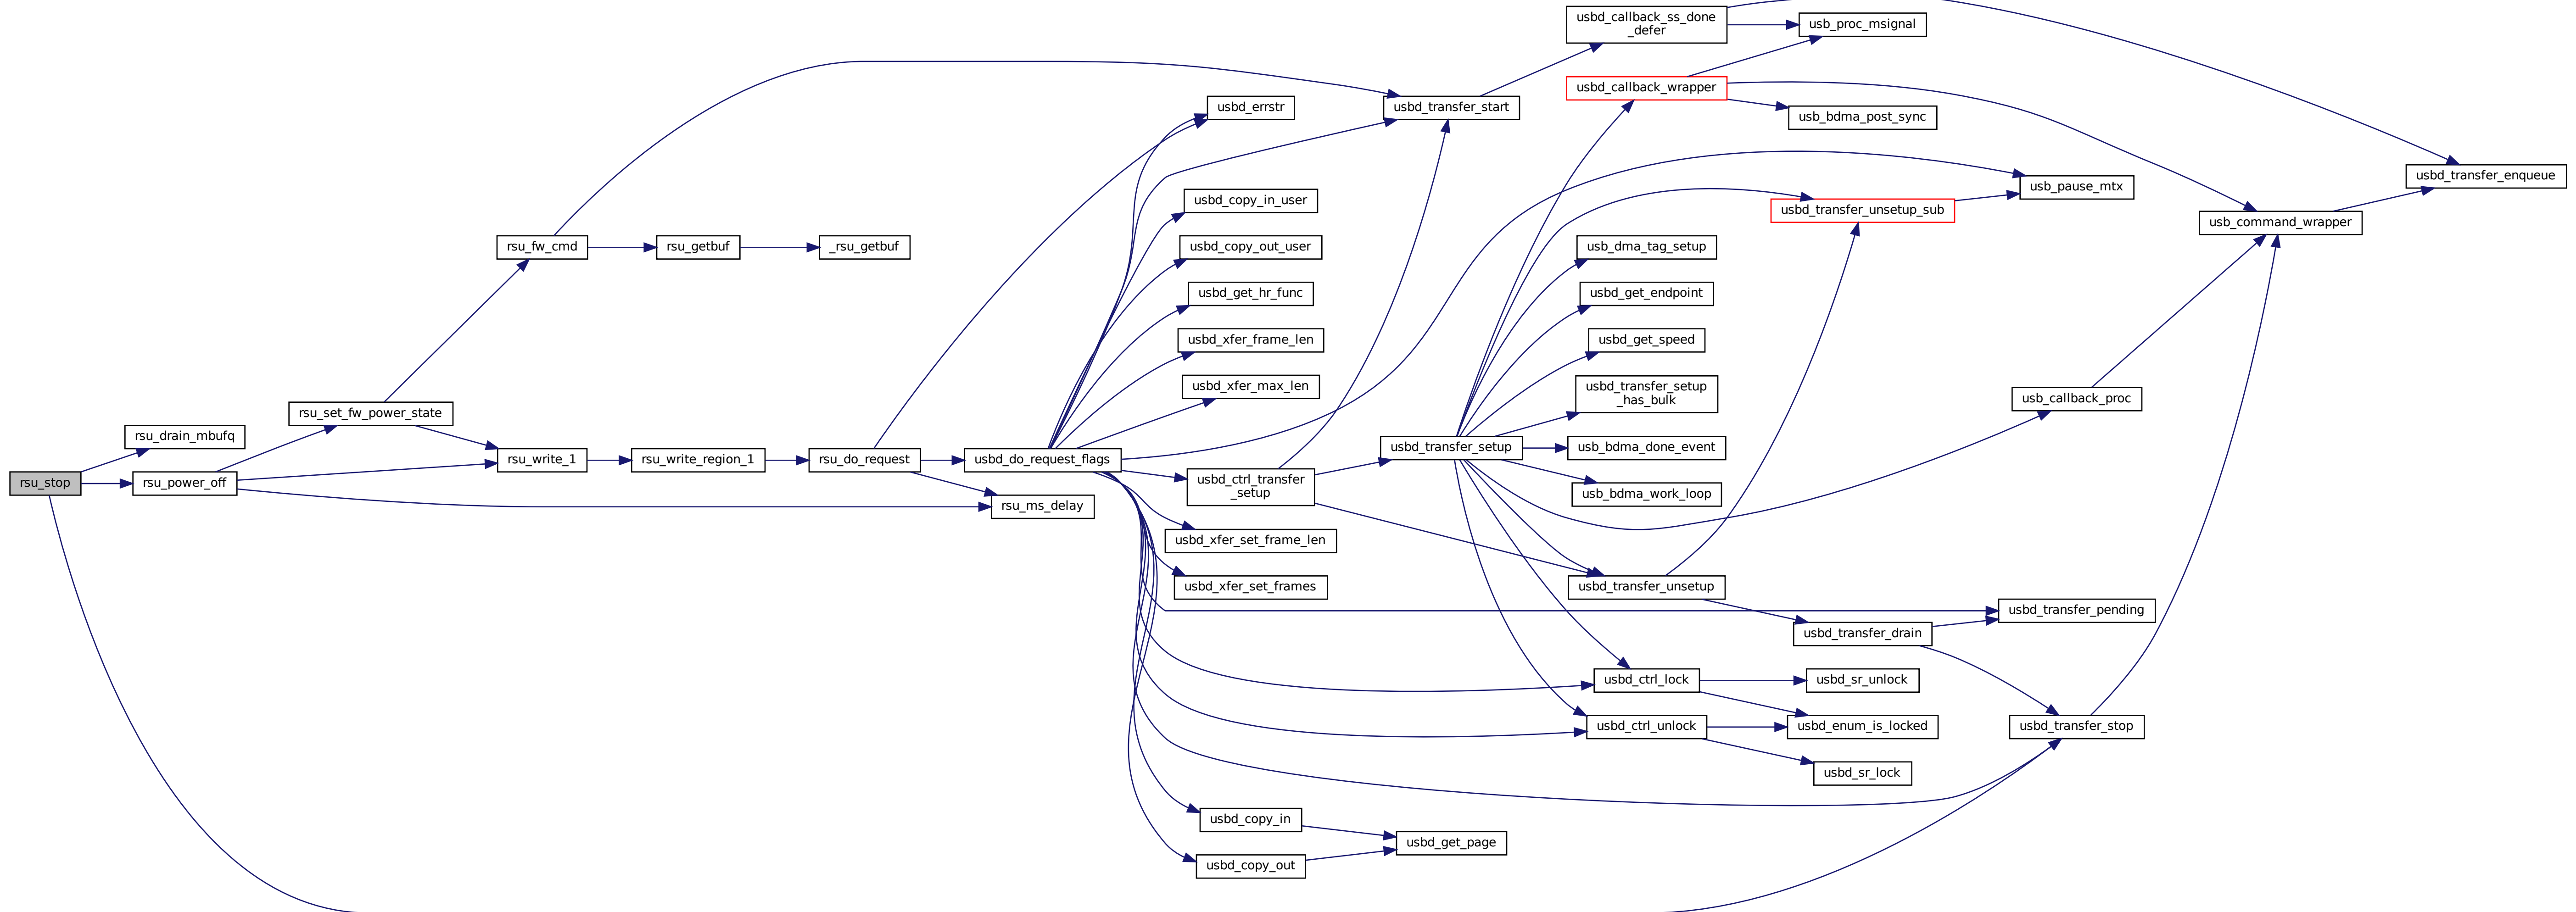 rsu_stop
rsu_drain_mbufq
rsu_power_off
rsu_set_fw_power_state
rsu_fw_cmd
rsu_write_1
rsu_getbuf
rsu_write_region_1
_rsu_getbuf
rsu_do_request
usbd_do_request_flags
rsu_ms_delay
usbd_errstr
usbd_copy_in_user
usbd_copy_out_user
usbd_get_hr_func
usbd_xfer_frame_len
usbd_xfer_max_len
usbd_ctrl_transfer
_setup
usbd_xfer_set_frame_len
usbd_xfer_set_frames
usbd_copy_in
usbd_copy_out
usbd_transfer_start
usbd_transfer_setup
usbd_get_page
usbd_callback_ss_done
_defer
usbd_callback_wrapper
usb_dma_tag_setup
usbd_get_endpoint
usbd_get_speed
usbd_transfer_setup
_has_bulk
usb_bdma_done_event
usb_bdma_work_loop
usbd_transfer_unsetup
usbd_ctrl_lock
usbd_ctrl_unlock
usb_proc_msignal
usb_bdma_post_sync
usbd_transfer_unsetup_sub
usbd_transfer_drain
usbd_sr_unlock
usbd_enum_is_locked
usbd_sr_lock
usb_pause_mtx
usb_callback_proc
usbd_transfer_pending
usbd_transfer_stop
usb_command_wrapper
usbd_transfer_enqueue